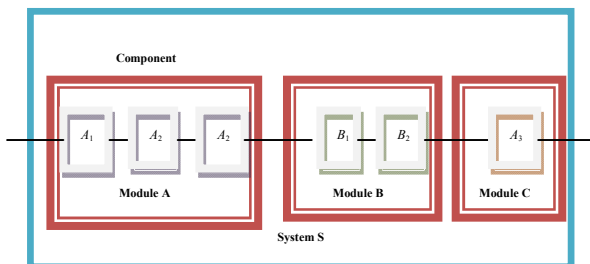 Component
A1 A2 A2 B1 B2 A3
Module A Module B Module C
System S